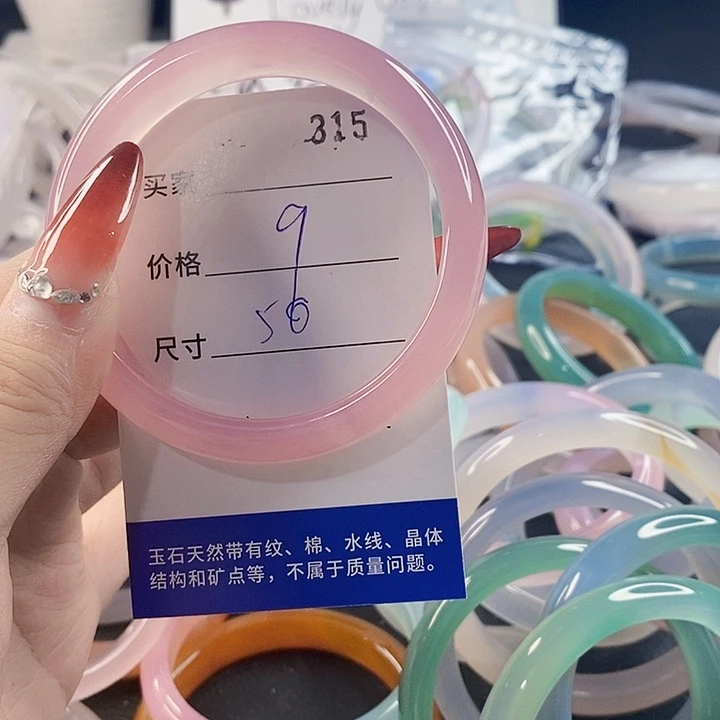 315
买家
价格 9
尺寸 50
玉石天然带有纹、棉、水线、晶体
结构和矿点等，不属于质量问题。